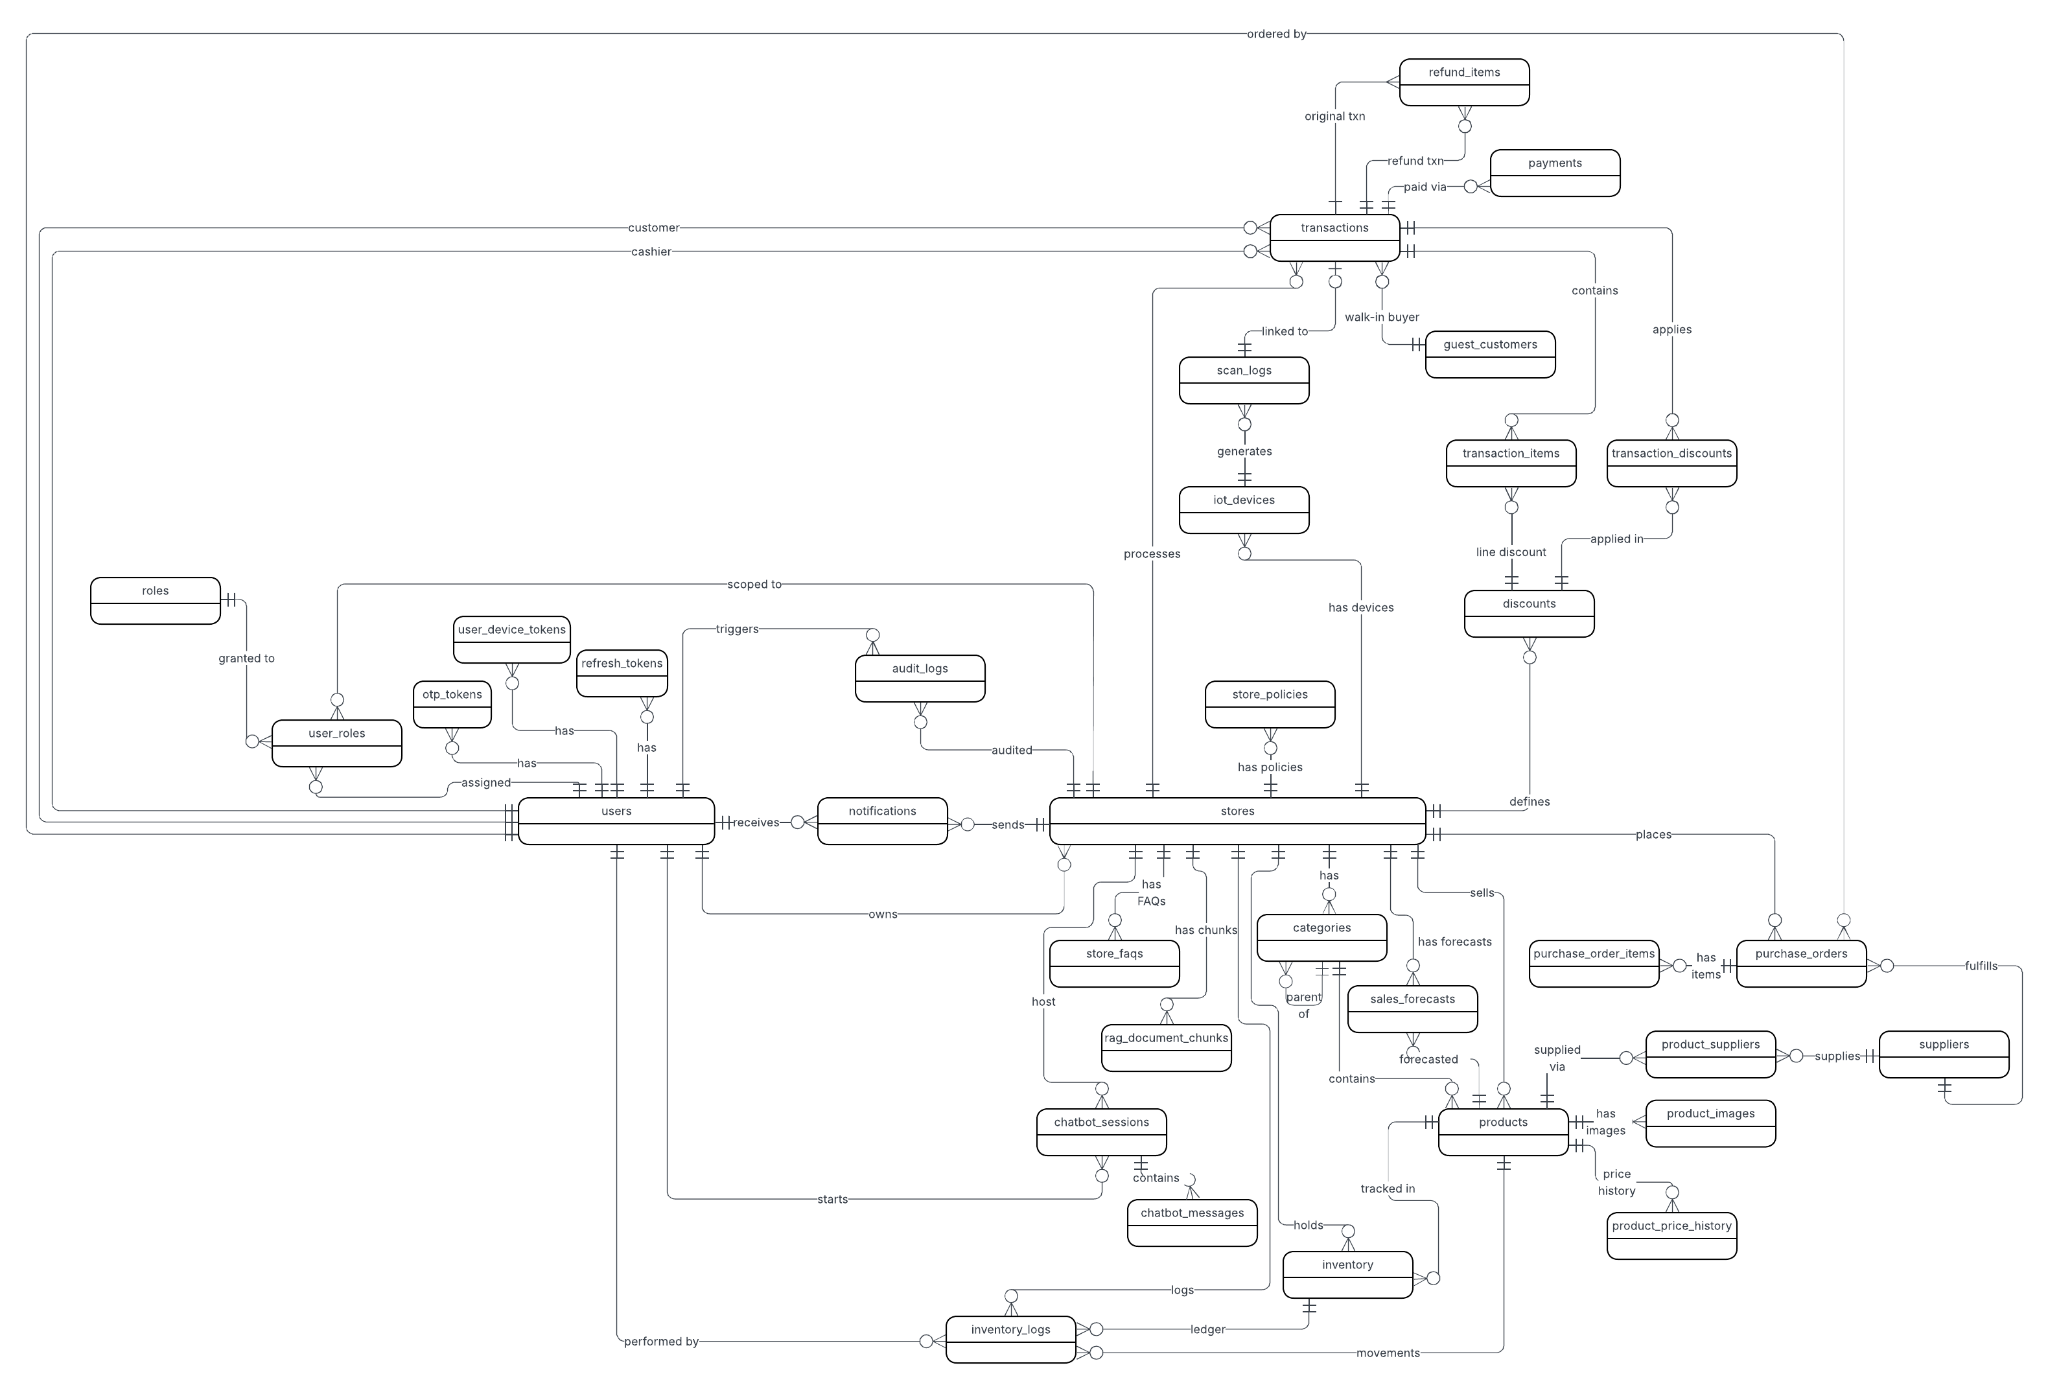 ordered by
refund_items
original txn
refund txn
payments
paid via
customer
transactions
cashier
contains
walk-in buyer
linked to
applies
guest_customers
scan_logs
generates
transaction_items
transaction_discounts
iot_devices
applied in
line discount
processes
scoped to
roles
has devices
discounts
user_device_tokens
triggers
granted to
refresh_tokens
audit_logs
otp_tokens
store_policies
user_roles
has
has
audited
has
has policies
assigned
defines
users
notifications
stores
receives
sends
places
has
FAQs
has
sells
owns
has chunks
categories
has forecasts
store_faqs
purchase_order_items
has
items
purchase_orders
fulfills
parent
of
sales_forecasts
host
rag_document_chunks
product_suppliers
suppliers
supplied
via
supplies
forecasted
contains
chatbot_sessions
products
has
images
product_images
contains
price
history
tracked in
starts
chatbot_messages
holds
product_price_history
inventory
logs
inventory_logs
ledger
performed by
movements